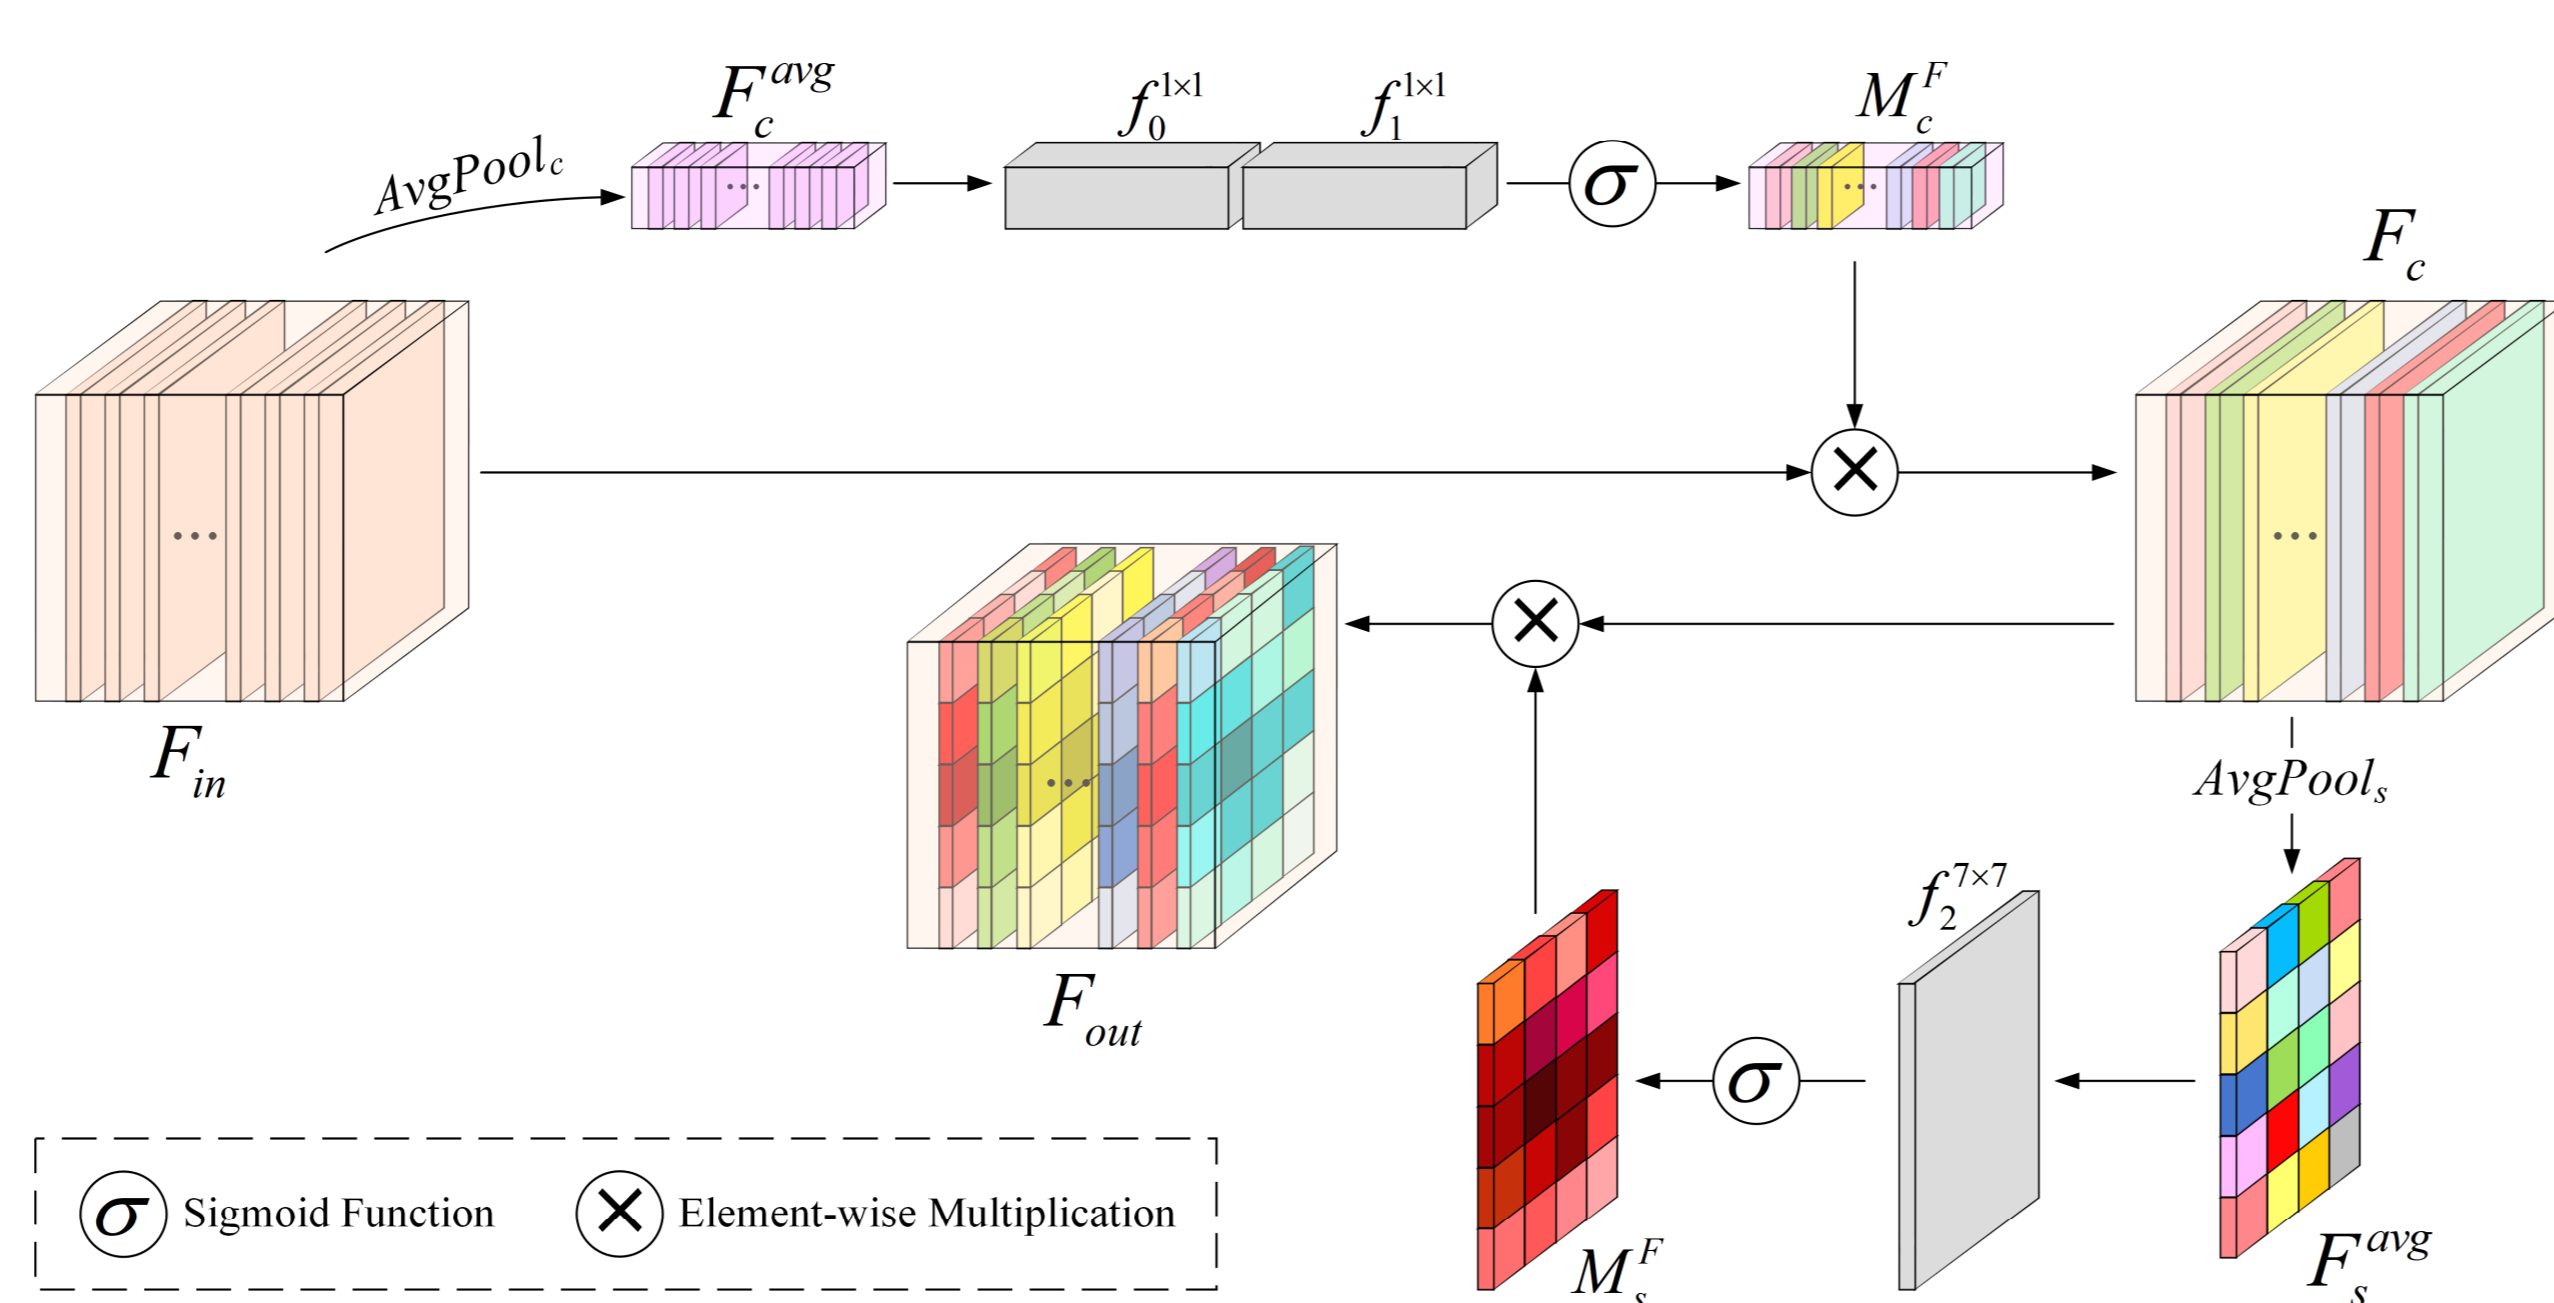 F_c^{avg}
f_0^{1×1}
f_1^{1×1}
M_c^F
AvgPool_c
σ
F_c
×
...
F_in
×
AvgPool_s
F_out
f_2^{7×7}
σ
M_s^F
F_s^{avg}
σ Sigmoid Function
× Element-wise Multiplication